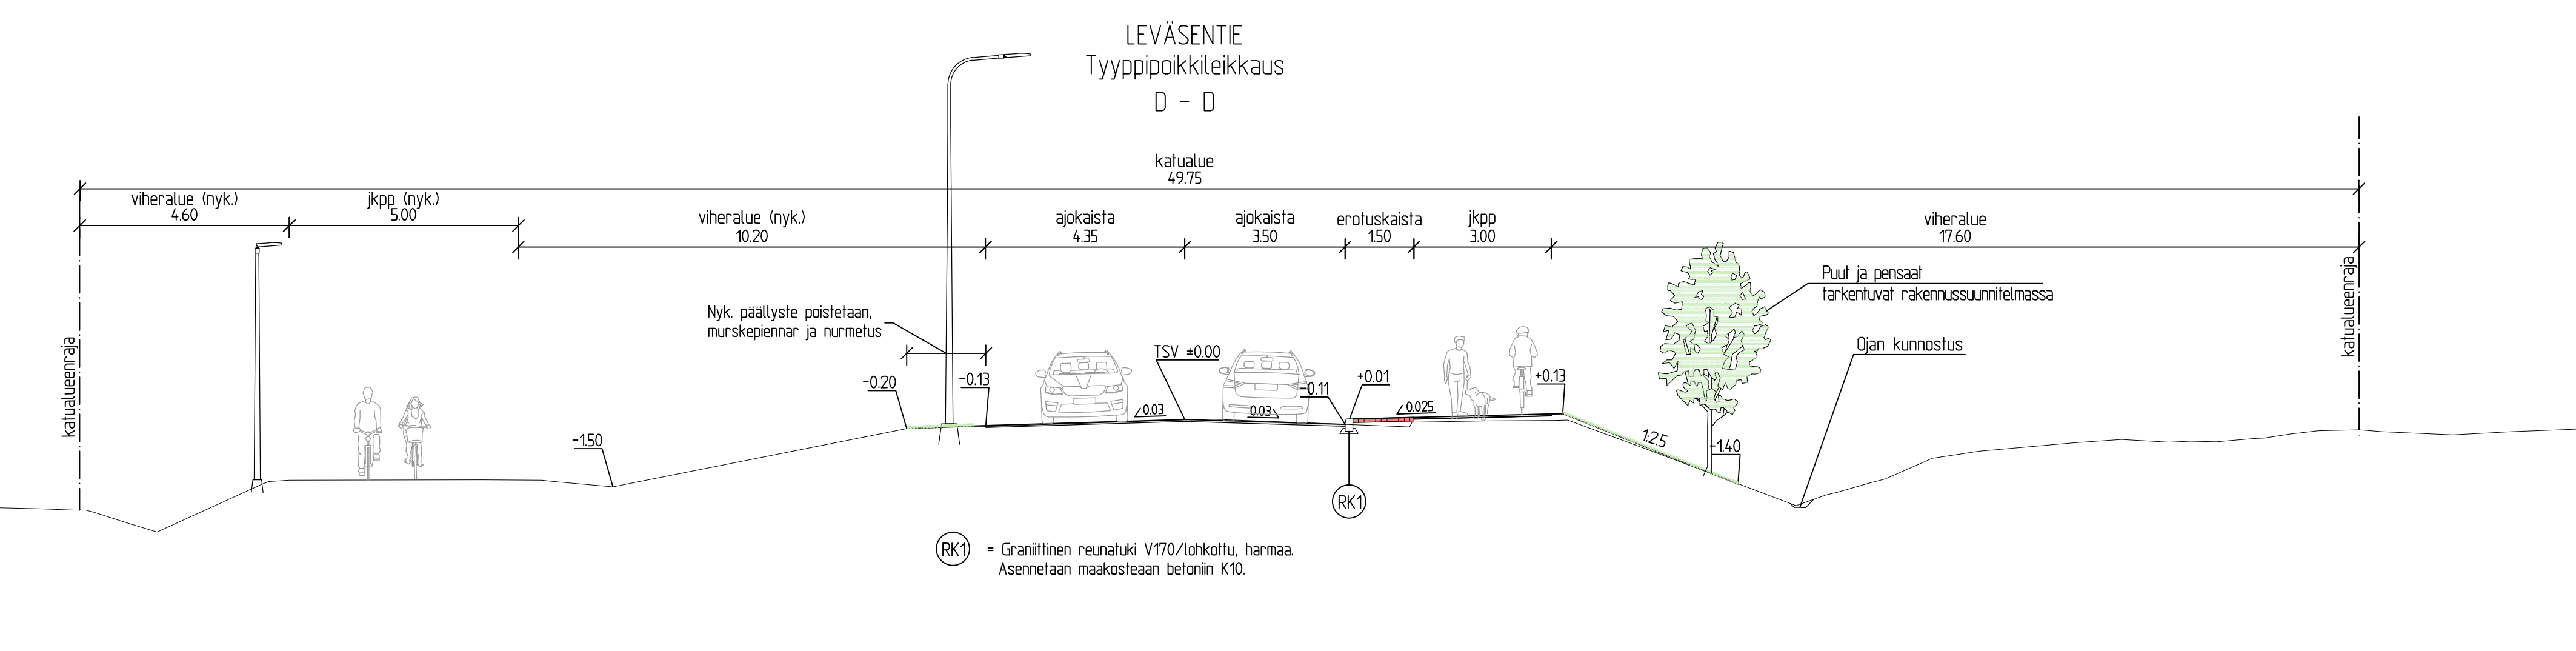 LEVÄSENTIE
Tyyppipoikkileikkaus
D - D
katualue
49.75
viheralue (nyk.)
4.60
jkpp (nyk.)
5.00
viheralue (nyk.)
10.20
ajokaista
4.35
ajokaista
3.50
erotuskaista
1.50
jkpp
3.00
viheralue
17.60
katualueenraja
katualueenraja
Puut ja pensaat
tarkentuvat rakennussuunnitelmassa
Nyk. päällyste poistetaan,
murskepiennar ja nurmetus
Ojan kunnostus
TSV ±0.00
-0.20
-0.13
-0.11
+0.01
+0.13
0.03
0.03
0.025
-1.50
1:2.5
-1.40
RK1
RK1 = Graniittinen reunatuki V170/lohkottu, harmaa.
Asennetaan maakosteaan betoniin K10.